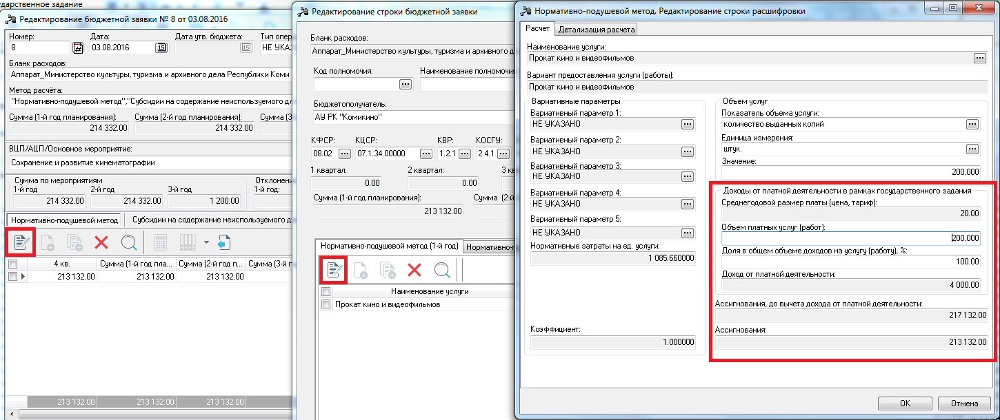 ударственное задание
Редактирование бюджетной заявки № 8 от 03.08.2016
Номер:
Дата:
Дата утв. бюджета:
Тип опер
8
03.08.2016
15
15
НЕ УКАЗ
Бланк расходов:
Аппарат_Министерство культуры, туризма и архивного дела Республики Коми
Метод расчёта:
"Нормативно-подушевой метод","Субсидии на содержание неиспользуемого дл
Сумма (1-й год планирования):
Сумма (2-й год планирования):
Сумма (3-
214 332.00
214 332.00
ВЦП/АЦП/Основное мероприятие:
Сохранение и развитие кинематографии
Сумма по мероприятиям
Отклонени
1-й год
2-й год
3-й год
1-й год:
214 332.00
214 332.00
1 200.00
Нормативно-подушевой метод
Субсидии на содержание неиспользуемого д
4 кв.
Сумма (1-й год пла...
Сумма (2-й год п...
Сумма (3-й
213 132.00
213 132.00
213 132.00
213 132.00
213 132.00
213 132.00
Редактирование строки бюджетной заявки
Бланк расходов:
Аппарат_Министерство культуры, туризма и архивного д
Код полномочия:
Наименование полномочи
Бюджетополучатель:
АУ РК "Комикино"
КФСР:
КЦСР:
КВР:
КОСГУ:
08.02
07.1.34.00000
1.2.1
2.4.1
1 квартал:
2 квартал:
3 кв
0.00
0.00
Сумма (1-й год планирования):
Сумма (2-
213 132.00
Нормативно-подушевой метод (1-й год)
Нормативно-п
Наименование услуги
Прокат кино и видеофильмов
Нормативно-подушевой метод. Редактирование строки расшифровки
Расчет
Детализация расчета
Наименование услуги:
Прокат кино и видеофильмов
Вариант предоставления услуги (работы):
Прокат кино и видеофильмов
Вариативные параметры
Вариативный параметр 1:
НЕ УКАЗАНО
Вариативный параметр 2:
НЕ УКАЗАНО
Вариативный параметр 3:
НЕ УКАЗАНО
Вариативный параметр 4:
НЕ УКАЗАНО
Вариативный параметр 5:
НЕ УКАЗАНО
Нормативные затраты на ед. услуги:
1 085.660000
Коэффициент:
1.000000
Объем услуг
Показатель объема услуги:
количество выданных копий
Единица измерения:
штук.
Значение:
200.000
Доходы от платной деятельности в рамках государственного задания
Среднегодовой размер платы (цена, тариф):
20.00
Объем платных услуг (работ):
200.000
Доля в общем объеме доходов на услугу (работу), %:
100.00
Доход от платной деятельности:
4 000.00
Ассигнования, до вычета дохода от платной деятельности:
217 132.00
Ассигнования:
213 132.00
OK
Отмена